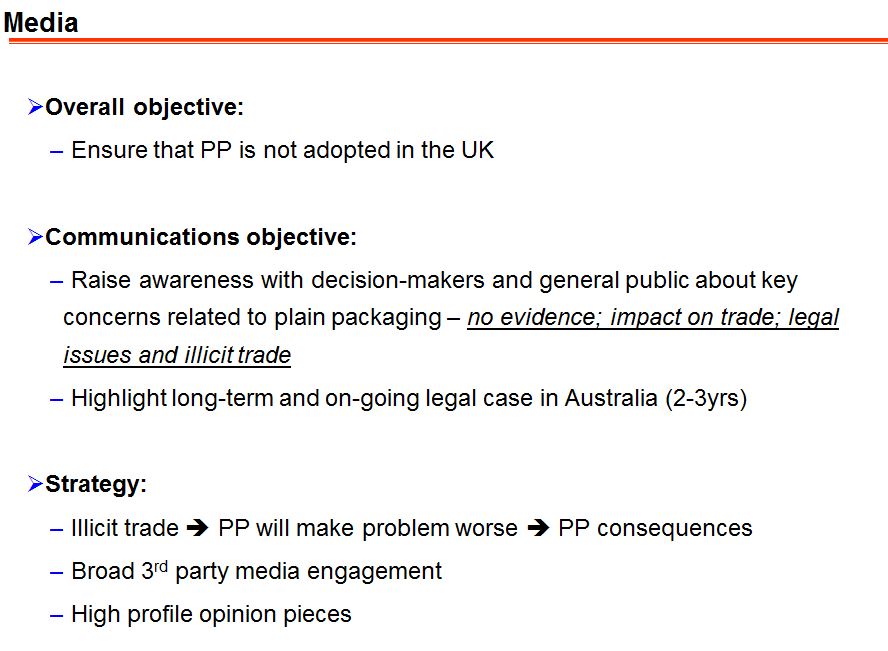 Media
➢Overall objective:
– Ensure that PP is not adopted in the UK
➢Communications objective:
– Raise awareness with decision-makers and general public about key
concerns related to plain packaging – no evidence; impact on trade; legal
issues and illicit trade
– Highlight long-term and on-going legal case in Australia (2-3yrs)
➢Strategy:
– Illicit trade ➔ PP will make problem worse ➔ PP consequences
– Broad 3rd party media engagement
– High profile opinion pieces